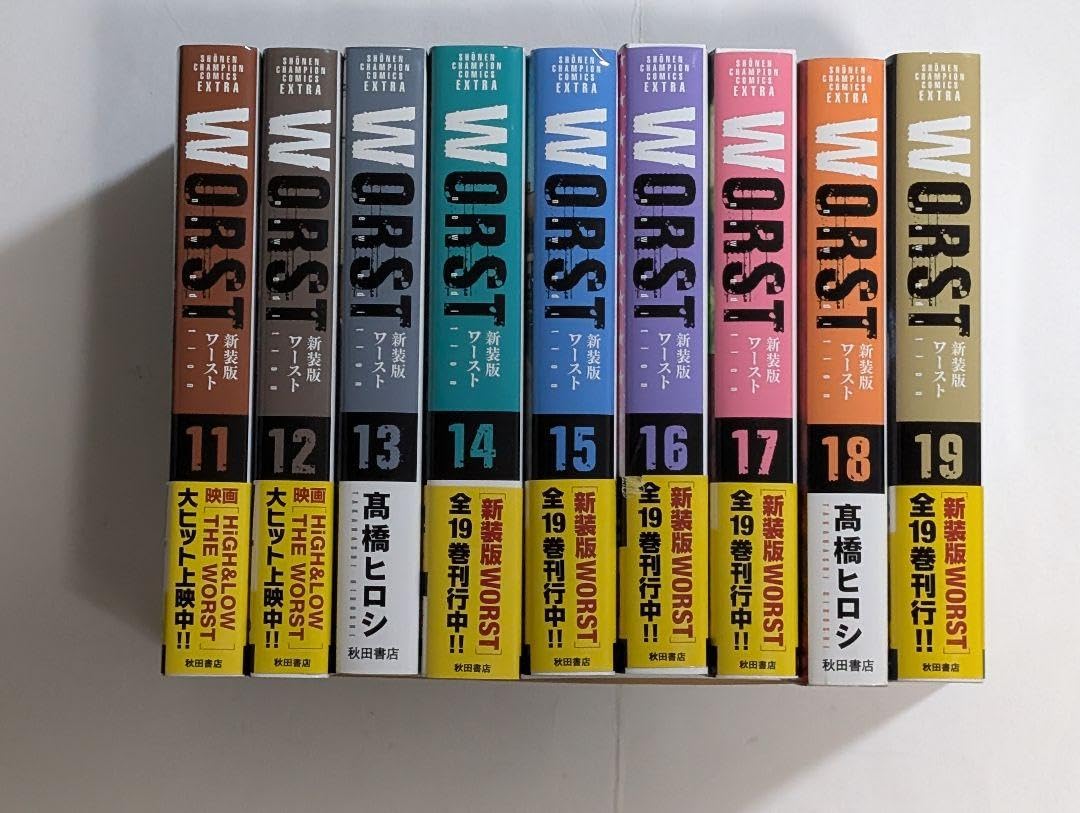 SHŌNEN
CHAMPION
COMICS
EXTRA
WORST
新装版
ワースト
11
映画[HiGH&LOW
THE WORST]
大ヒット上映中!!
秋田書店
SHŌNEN
CHAMPION
COMICS
EXTRA
WORST
新装版
ワースト
12
映画[HiGH&LOW
THE WORST]
大ヒット上映中!!
秋田書店
SHŌNEN
CHAMPION
COMICS
EXTRA
WORST
新装版
ワースト
13
髙橋ヒロシ
TAKAHASHI HIROSHI
秋田書店
SHŌNEN
CHAMPION
COMICS
EXTRA
WORST
新装版
ワースト
14
[新装版WORST]
全19巻刊行中!!
秋田書店
SHŌNEN
CHAMPION
COMICS
EXTRA
WORST
新装版
ワースト
15
[新装版WORST]
全19巻刊行中!!
秋田書店
SHŌNEN
CHAMPION
COMICS
EXTRA
WORST
新装版
ワースト
16
[新装版WORST]
全19巻刊行中!!
秋田書店
SHŌNEN
CHAMPION
COMICS
EXTRA
WORST
新装版
ワースト
17
[新装版WORST]
全19巻刊行中!!
秋田書店
SHŌNEN
CHAMPION
COMICS
EXTRA
WORST
新装版
ワースト
18
髙橋ヒロシ
TAKAHASHI HIROSHI
秋田書店
SHŌNEN
CHAMPION
COMICS
EXTRA
WORST
新装版
ワースト
19
[新装版WORST]
全19巻刊行!!
秋田書店